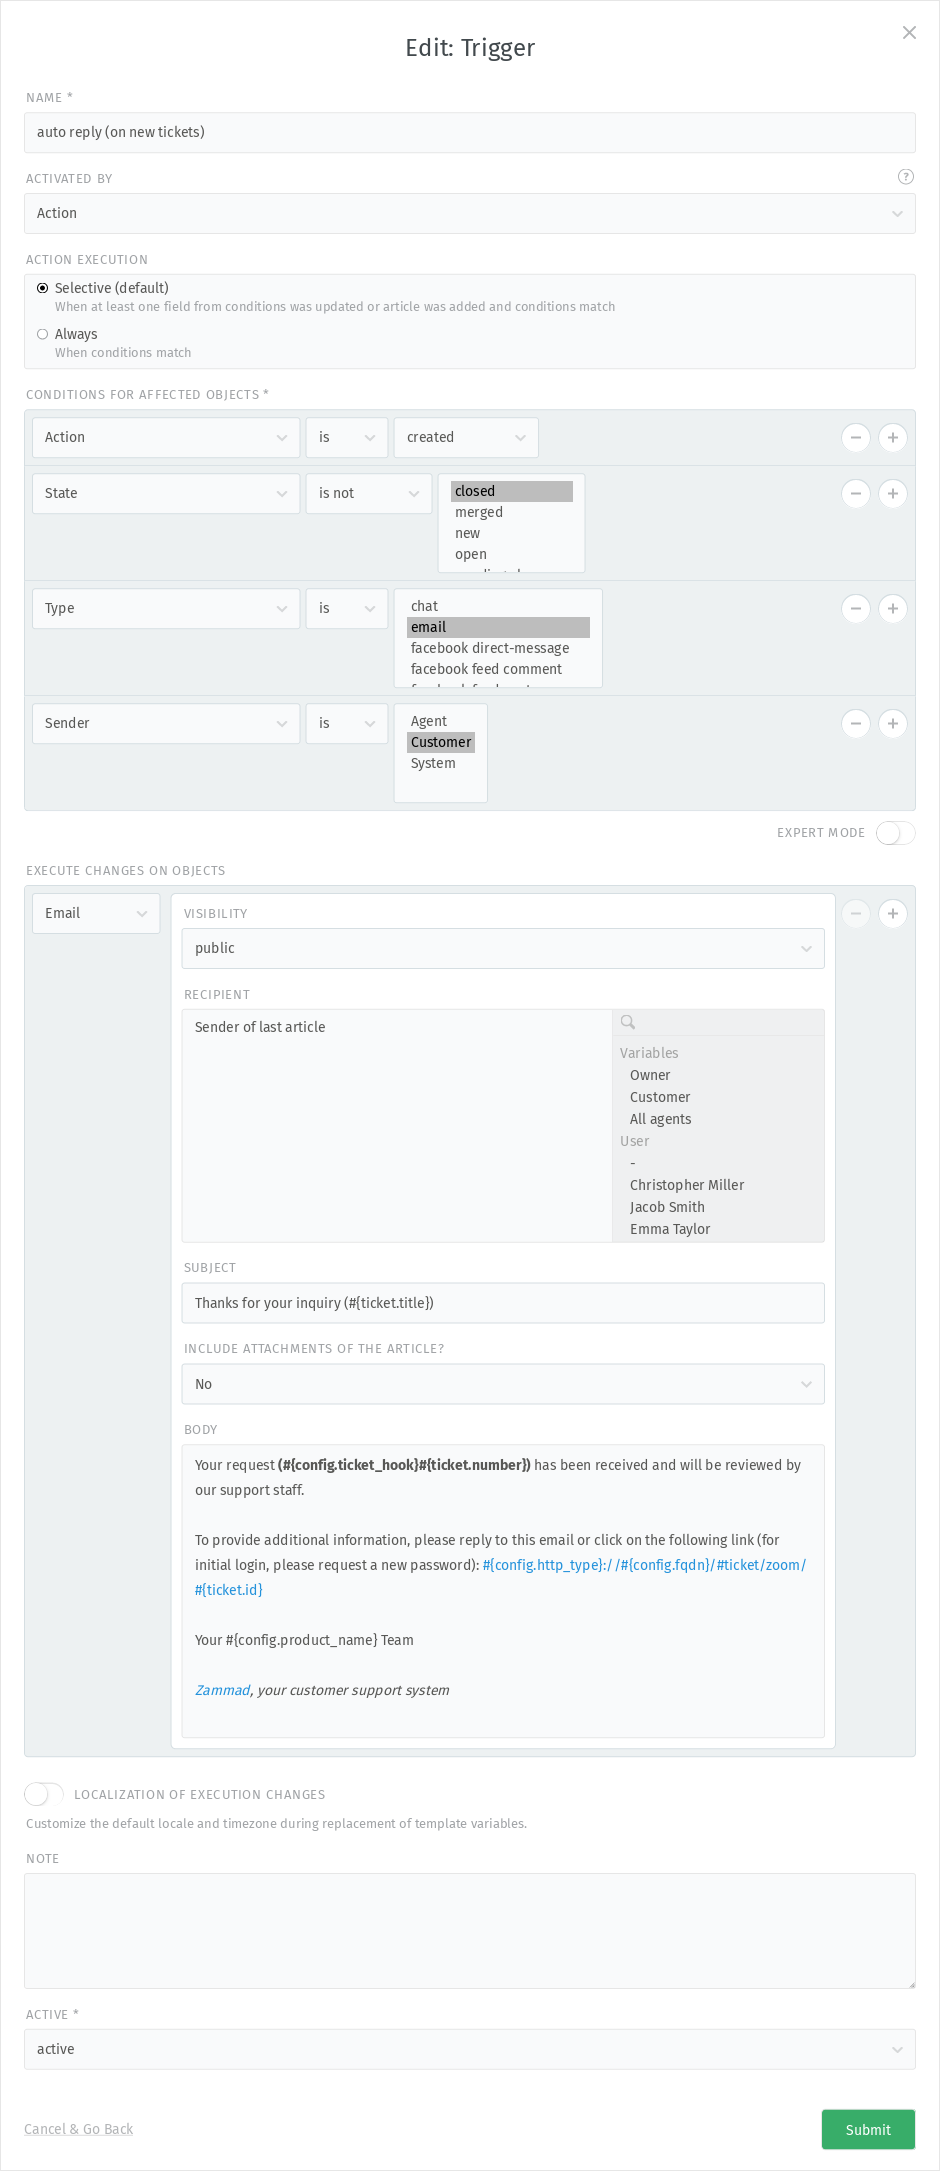 Edit: Trigger
NAME *
auto reply (on new tickets)
ACTIVATED BY
?
Action
ACTION EXECUTION
Selective (default)
When at least one field from conditions was updated or article was added and conditions match
Always
When conditions match
CONDITIONS FOR AFFECTED OBJECTS *
Action is created
State is not closed
merged
new
open
Type is chat
email
facebook direct-message
facebook feed comment
Sender is Agent
Customer
System
EXPERT MODE
EXECUTE CHANGES ON OBJECTS
Email
VISIBILITY
public
RECIPIENT
Sender of last article
Variables
Owner
Customer
All agents
User
-
Christopher Miller
Jacob Smith
Emma Taylor
SUBJECT
Thanks for your inquiry (#{ticket.title})
INCLUDE ATTACHMENTS OF THE ARTICLE?
No
BODY
Your request (#{config.ticket_hook}#{ticket.number}) has been received and will be reviewed by
our support staff.
To provide additional information, please reply to this email or click on the following link (for
initial login, please request a new password): #{config.http_type}://#{config.fqdn}/#ticket/zoom/
#{ticket.id}
Your #{config.product_name} Team
Zammad, your customer support system
LOCALIZATION OF EXECUTION CHANGES
Customize the default locale and timezone during replacement of template variables.
NOTE
ACTIVE *
active
Cancel & Go Back
Submit